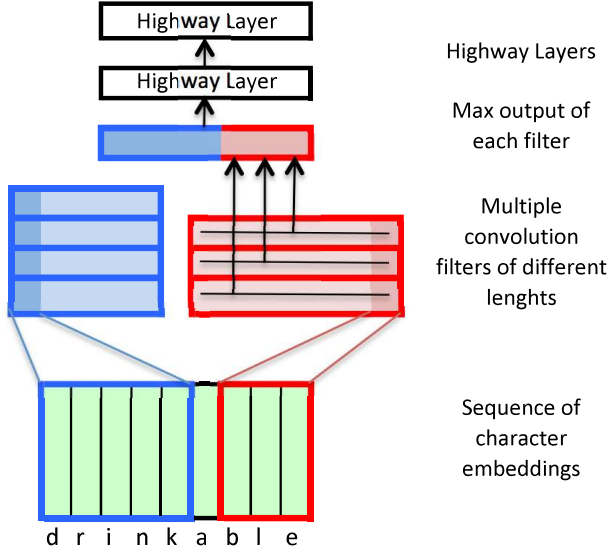 Highway Layer
Highway Layer
Highway Layers
Max output of
each filter
Multiple
convolution
filters of different
lenghts
Sequence of
character
embeddings
d r i n k a b l e